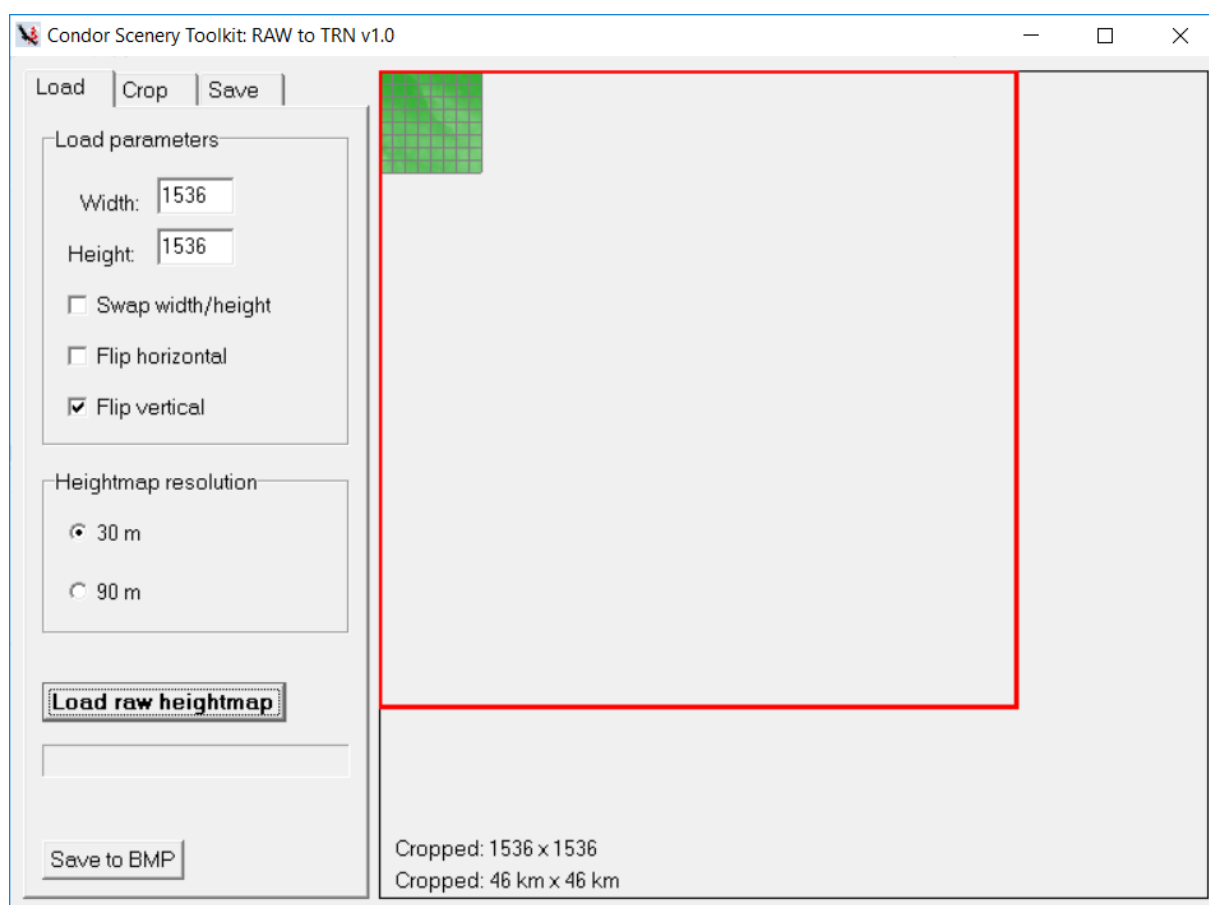 Condor Scenery Toolkit: RAW to TRN v1.0
Load Crop Save
Load parameters
Width: 1536
Height: 1536
Swap width/height
Flip horizontal
Flip vertical
Heightmap resolution
30 m
90 m
Load raw heightmap
Save to BMP
Cropped: 1536 x 1536
Cropped: 46 km x 46 km